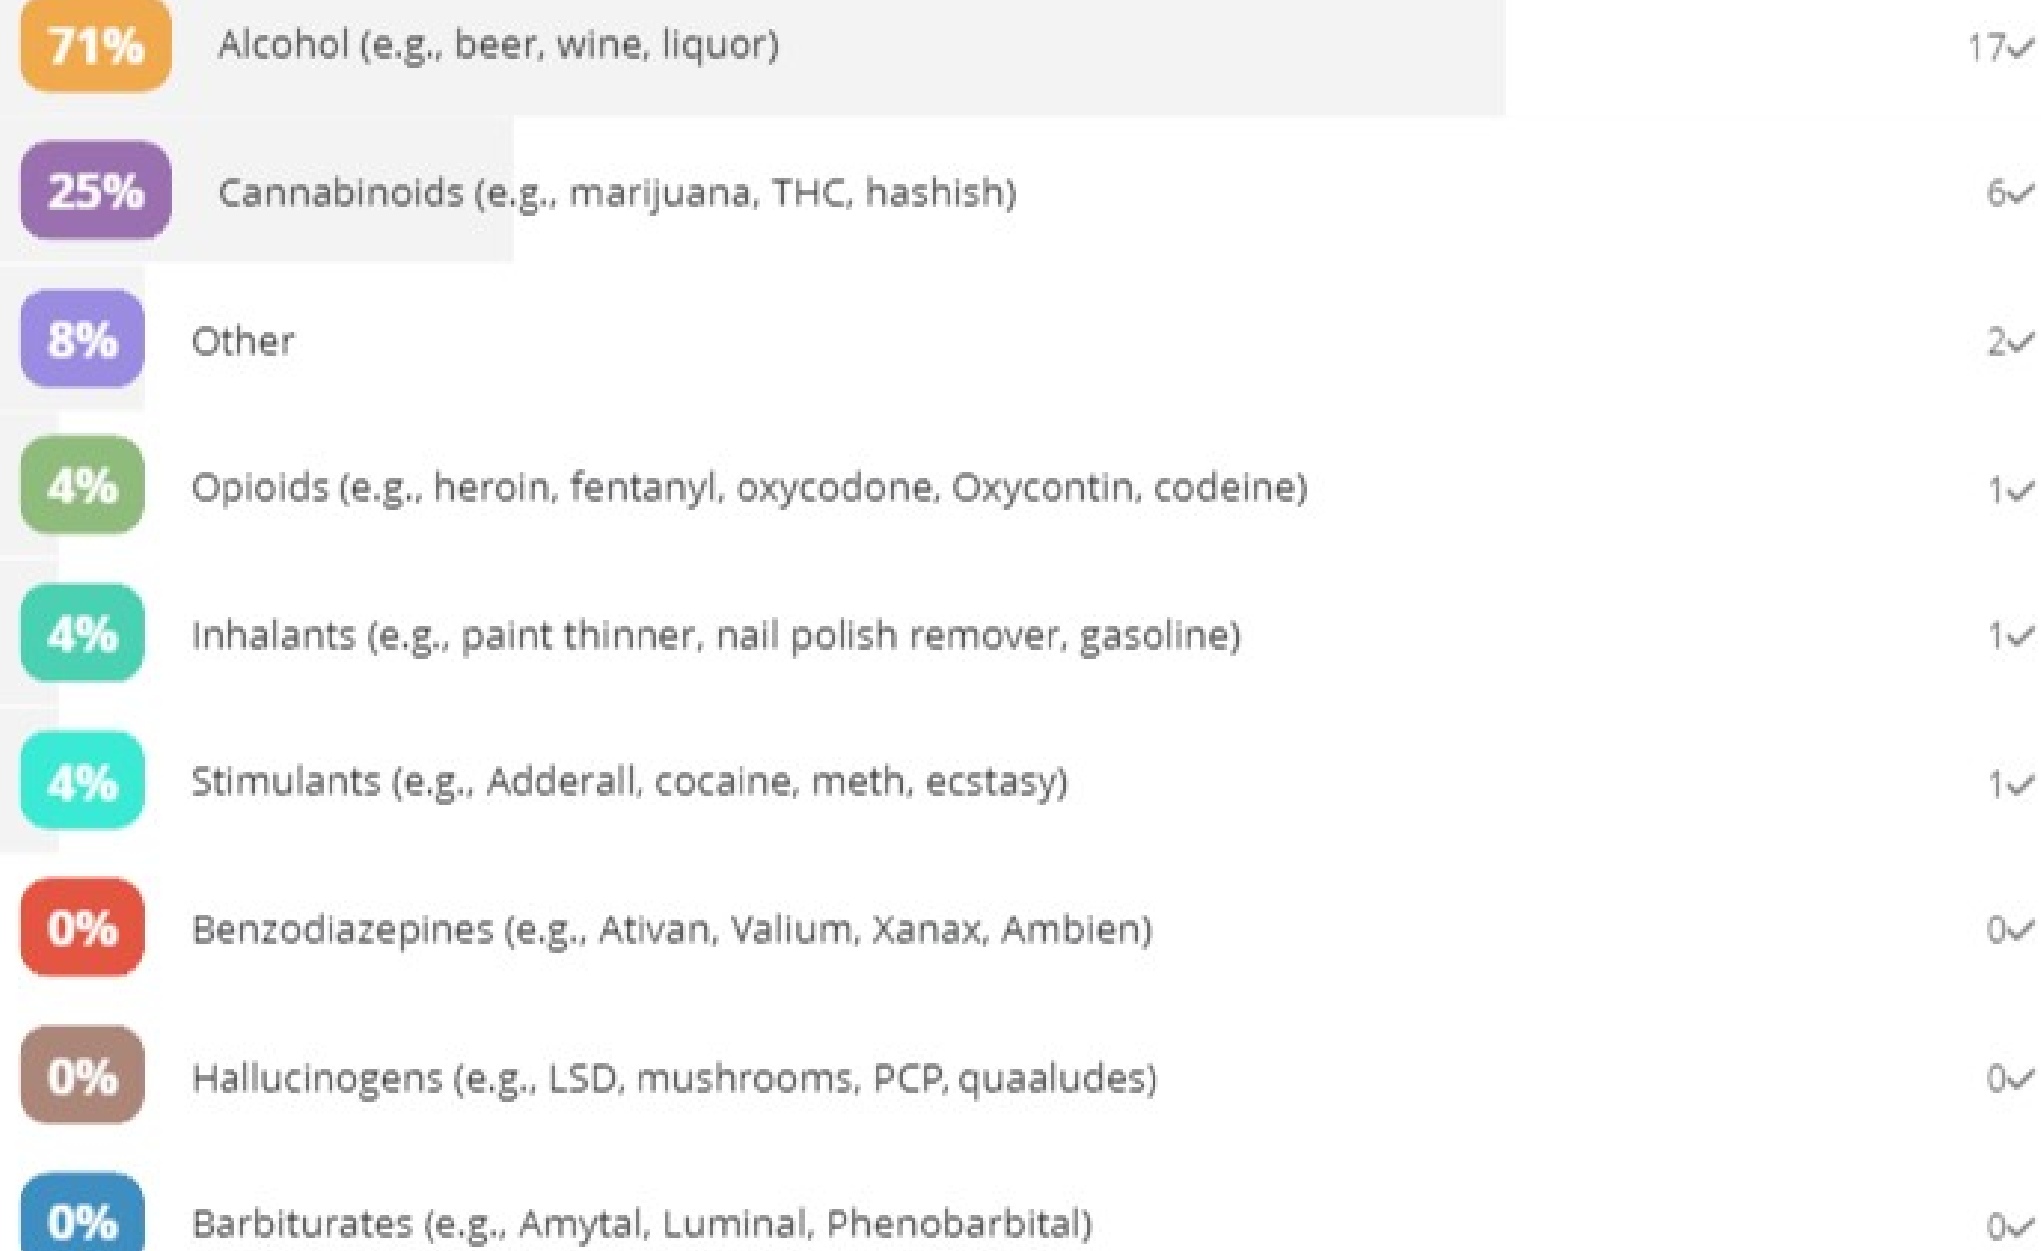 71% Alcohol (e.g., beer, wine, liquor) 17✓
25% Cannabinoids (e.g., marijuana, THC, hashish) 6✓
8% Other 2✓
4% Opioids (e.g., heroin, fentanyl, oxycodone, Oxycontin, codeine) 1✓
4% Inhalants (e.g., paint thinner, nail polish remover, gasoline) 1✓
4% Stimulants (e.g., Adderall, cocaine, meth, ecstasy) 1✓
0% Benzodiazepines (e.g., Ativan, Valium, Xanax, Ambien) 0✓
0% Hallucinogens (e.g., LSD, mushrooms, PCP, quaaludes) 0✓
0% Barbiturates (e.g., Amytal, Luminal, Phenobarbital) 0✓